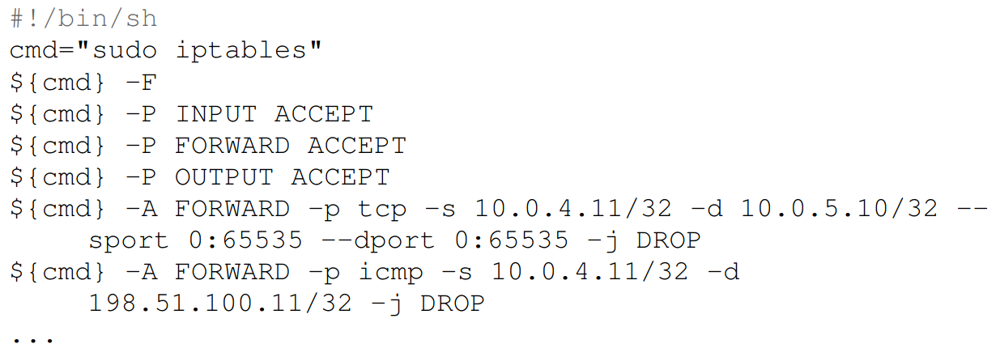 #!/bin/sh
cmd="sudo iptables"
${cmd} -F
${cmd} -P INPUT ACCEPT
${cmd} -P FORWARD ACCEPT
${cmd} -P OUTPUT ACCEPT
${cmd} -A FORWARD -p tcp -s 10.0.4.11/32 -d 10.0.5.10/32 --
sport 0:65535 --dport 0:65535 -j DROP
${cmd} -A FORWARD -p icmp -s 10.0.4.11/32 -d
198.51.100.11/32 -j DROP
...